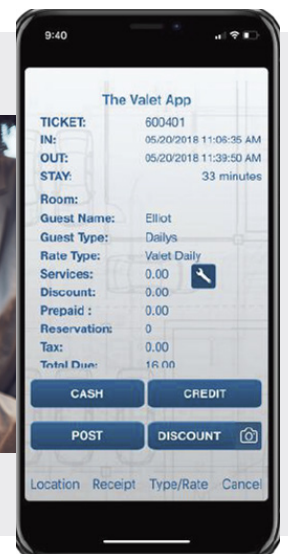 9:40
The Valet App
TICKET: 600401
IN: 05/20/2018 11:06:35 AM
OUT: 05/20/2018 11:39:50 AM
STAY: 33 minutes
Room:
Guest Name: Elliot
Guest Type: Dailys
Rate Type: Valet Daily
Services: 0.00
Discount: 0.00
Prepaid : 0.00
Reservation: 0
Tax: 0.00
Total Due: 16.00
CASH CREDIT
POST DISCOUNT
Location Receipt Type/Rate Cancel